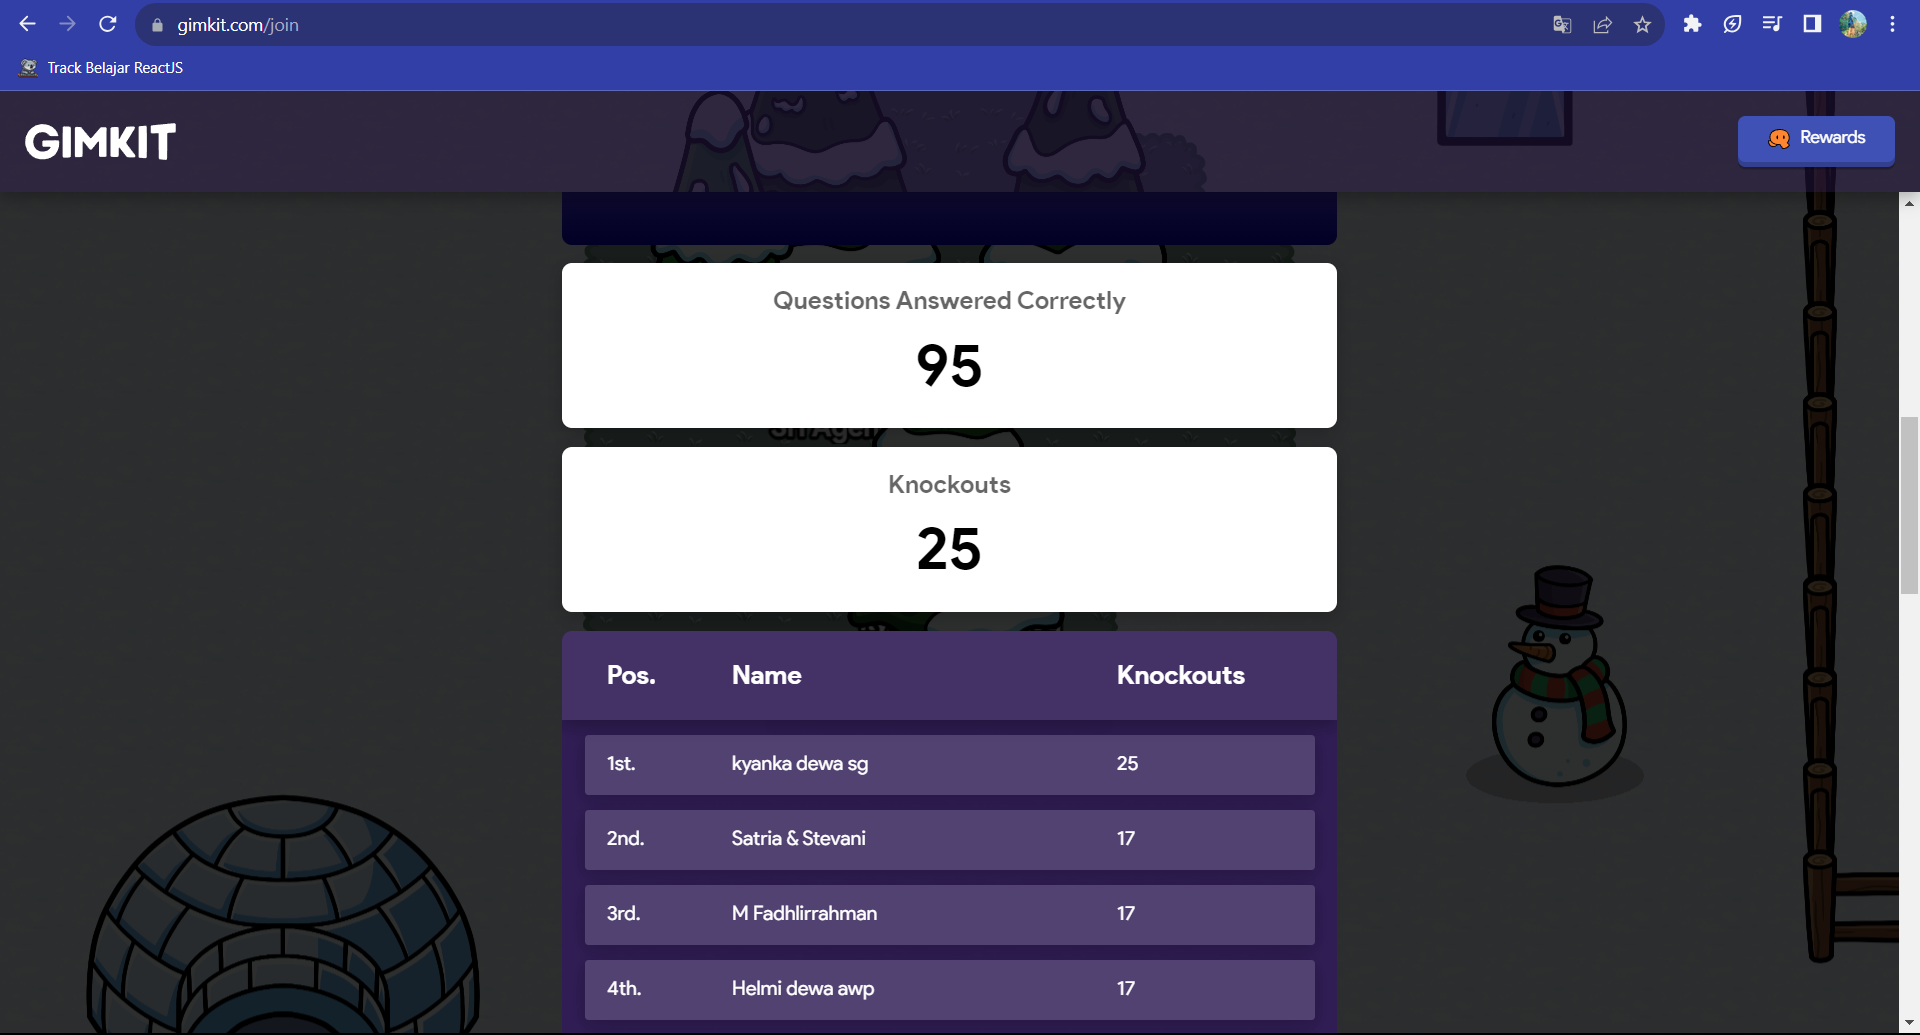 gimkit.com/join
Track Belajar ReactJS
GIMKIT
Rewards
Questions Answered Correctly
95
Knockouts
25
Pos. Name Knockouts
1st. kyanka dewa sg 25
2nd. Satria & Stevani 17
3rd. M Fadhlirrahman 17
4th. Helmi dewa awp 17